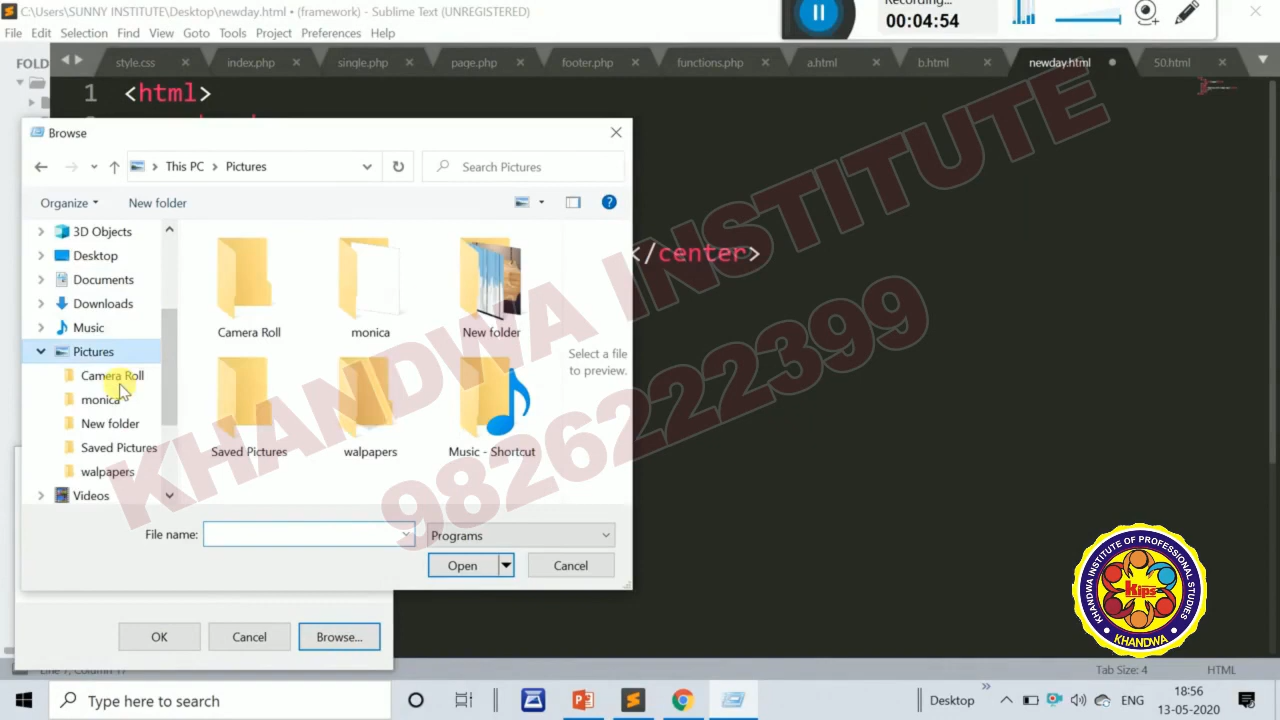 C:\Users\SUNNY INSTITUTE\Desktop\newday.html • (framework) - Sublime Text (UNREGISTERED)
Recording...
00:04:54
File Edit Selection Find View Goto Tools Project Preferences Help
FOLD
style.css
index.php
single.php
page.php
footer.php
functions.php
a.html
b.html
newday.html
50.html
1 <html>
Browse
This PC > Pictures
Search Pictures
Organize
New folder
3D Objects
Desktop
Documents
Downloads
Music
Pictures
Camera Roll
monica
New folder
Saved Pictures
walpapers
Videos
Camera Roll
monica
New folder
Saved Pictures
walpapers
Music - Shortcut
Select a file
to preview.
</center>
File name:
Programs
Open
Cancel
OK
Cancel
Browse...
KHANDWA INSTITUTE
9826222399
KHANDWA INSTITUTE OF PROFESSIONAL STUDIES
Kips
KHANDWA
Line 7, Column 17
Tab Size: 4
HTML
Type here to search
Desktop
ENG
18:56
13-05-2020